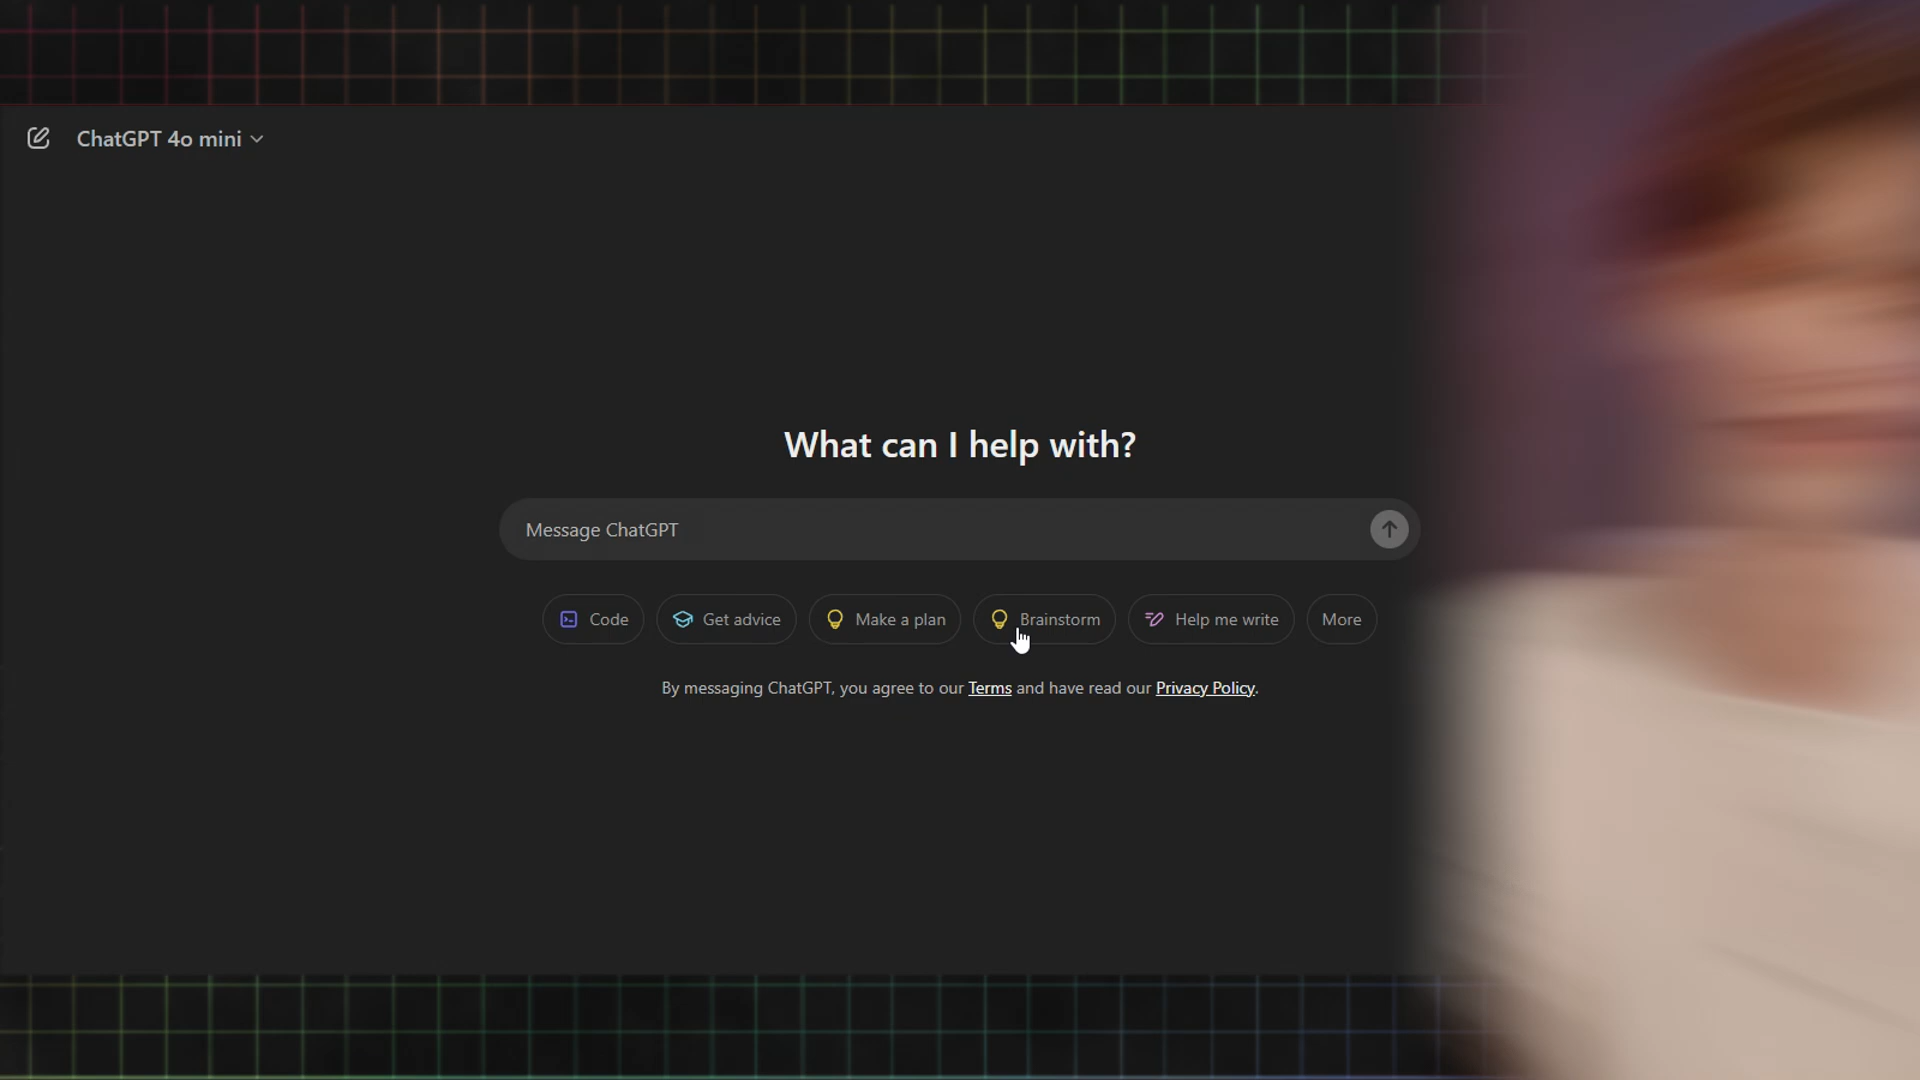 ChatGPT 4o mini
What can I help with?
Message ChatGPT
Code
Get advice
Make a plan
Brainstorm
Help me write
More
By messaging ChatGPT, you agree to our Terms and have read our Privacy Policy.